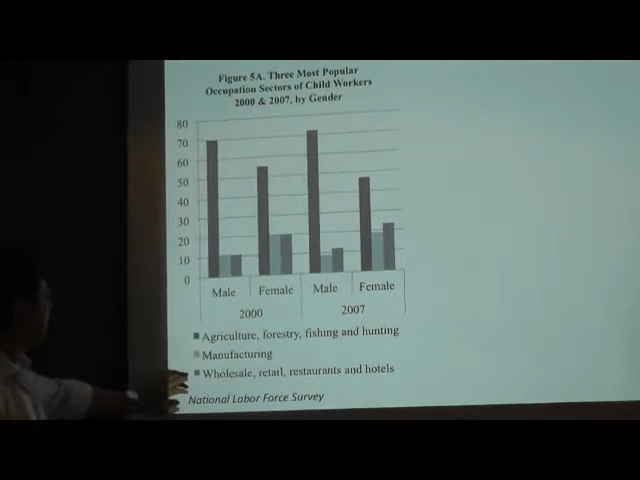 Figure 5A. Three Most Popular
Occupation Sectors of Child Workers
2000 & 2007, by Gender
80
70
60
50
40
30
20
10
0
Male Female Male Female
2000 2007
Agriculture, forestry, fishing and hunting
Manufacturing
Wholesale, retail, restaurants and hotels
National Labor Force Survey